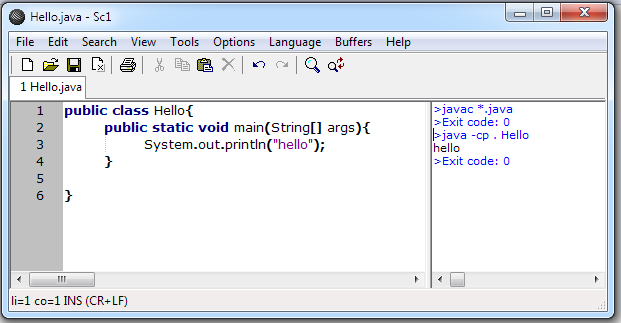 Hello.java - Sc1
File Edit Search View Tools Options Language Buffers Help
1 Hello.java
1 public class Hello{
2 public static void main(String[] args){
3 System.out.println("hello");
4 }
5
6 }
>javac *.java
>Exit code: 0
>java -cp . Hello
hello
>Exit code: 0
li=1 co=1 INS (CR+LF)